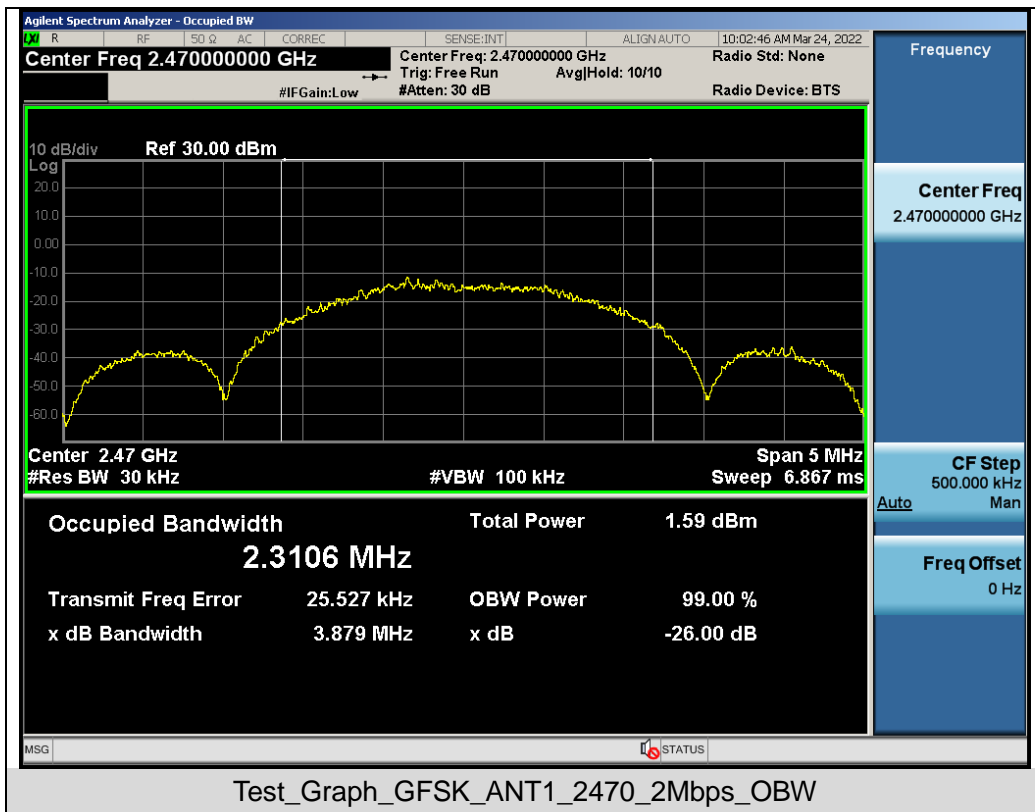 Agilent Spectrum Analyzer - Occupied BW
LXI R RF 50 Ω AC CORREC SENSE:INT ALIGN AUTO 10:02:46 AM Mar 24, 2022
Center Freq 2.470000000 GHz
Center Freq: 2.470000000 GHz
Radio Std: None
Trig: Free Run Avg|Hold: 10/10
#IFGain:Low
#Atten: 30 dB
Radio Device: BTS
10 dB/div Ref 30.00 dBm
Log
20.0
10.0
0.00
-10.0
-20.0
-30.0
-40.0
-50.0
-60.0
Center 2.47 GHz
Span 5 MHz
#Res BW 30 kHz
#VBW 100 kHz
Sweep 6.867 ms
Occupied Bandwidth
2.3106 MHz
Total Power 1.59 dBm
Transmit Freq Error 25.527 kHz
OBW Power 99.00 %
x dB Bandwidth 3.879 MHz
x dB -26.00 dB
Frequency
Center Freq
2.470000000 GHz
CF Step
500.000 kHz
Auto Man
Freq Offset
0 Hz
MSG
STATUS
Test_Graph_GFSK_ANT1_2470_2Mbps_OBW